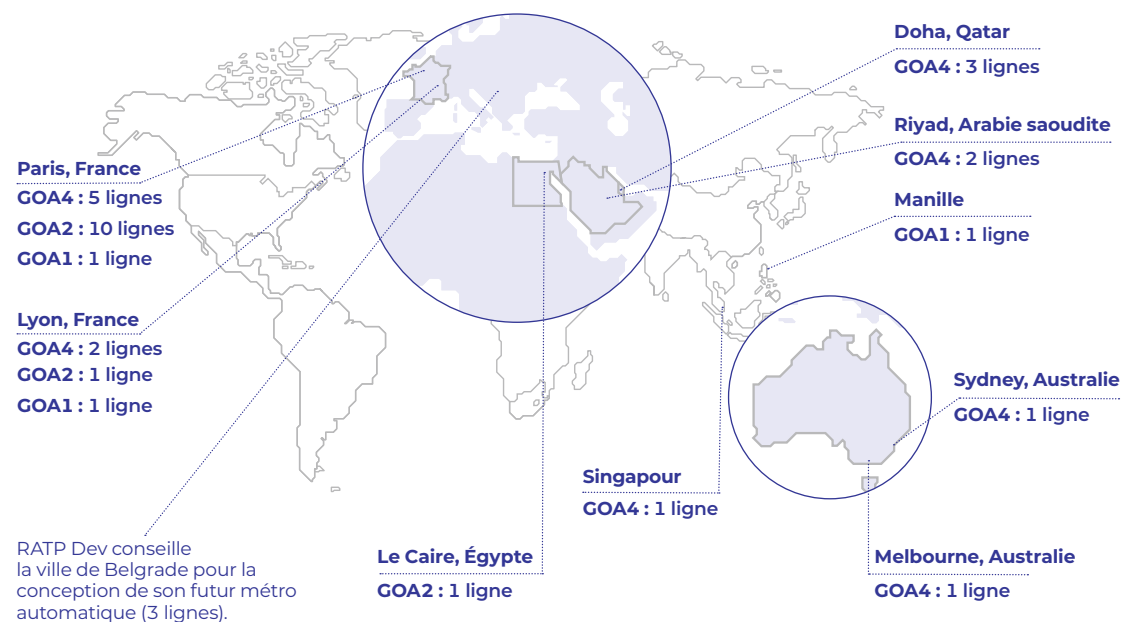 Paris, France
GOA4 : 5 lignes
GOA2 : 10 lignes
GOA1 : 1 ligne
Lyon, France
GOA4 : 2 lignes
GOA2 : 1 ligne
GOA1 : 1 ligne
RATP Dev conseille
la ville de Belgrade pour la
conception de son futur métro
automatique (3 lignes).
Le Caire, Égypte
GOA2 : 1 ligne
Singapour
GOA4 : 1 ligne
Doha, Qatar
GOA4 : 3 lignes
Riyad, Arabie saoudite
GOA4 : 2 lignes
Manille
GOA1 : 1 ligne
Sydney, Australie
GOA4 : 1 ligne
Melbourne, Australie
GOA4 : 1 ligne